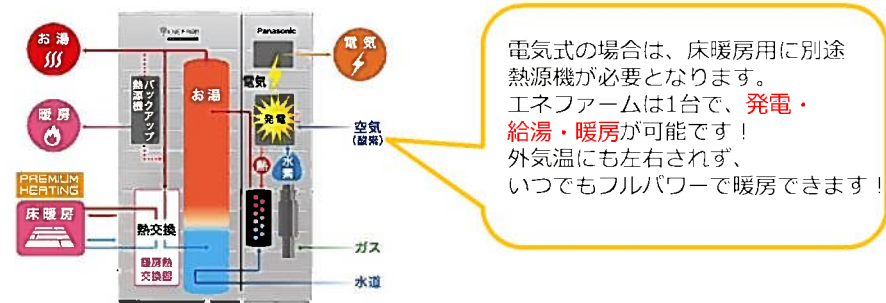 ENE-FARM
Panasonic
お湯
電気
電気
バックアップ
熱源機
お湯
発電
暖房
空気
(酸素)
熱
水素
PREMIUM
HEATING
床暖房
熱交換
暖房熱
交換器
ガス
水道
電気式の場合は、床暖房用に別途
熱源機が必要となります。
エネファームは1台で、発電・
給湯・暖房が可能です！
外気温にも左右されず、
いつでもフルパワーで暖房できます！